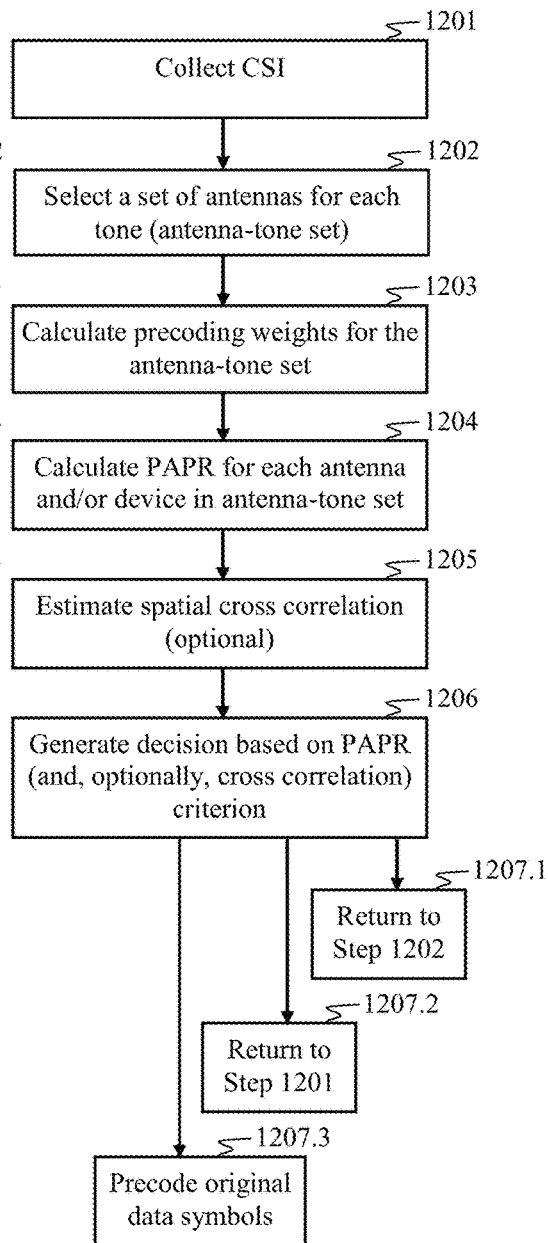 1201
Collect CSI
1202
Select a set of antennas for each
tone (antenna-tone set)
1203
Calculate precoding weights for the
antenna-tone set
1204
Calculate PAPR for each antenna
and/or device in antenna-tone set
1205
Estimate spatial cross correlation
(optional)
1206
Generate decision based on PAPR
(and, optionally, cross correlation)
criterion
1207.1
Return to
Step 1202
1207.2
Return to
Step 1201
1207.3
Precode original
data symbols